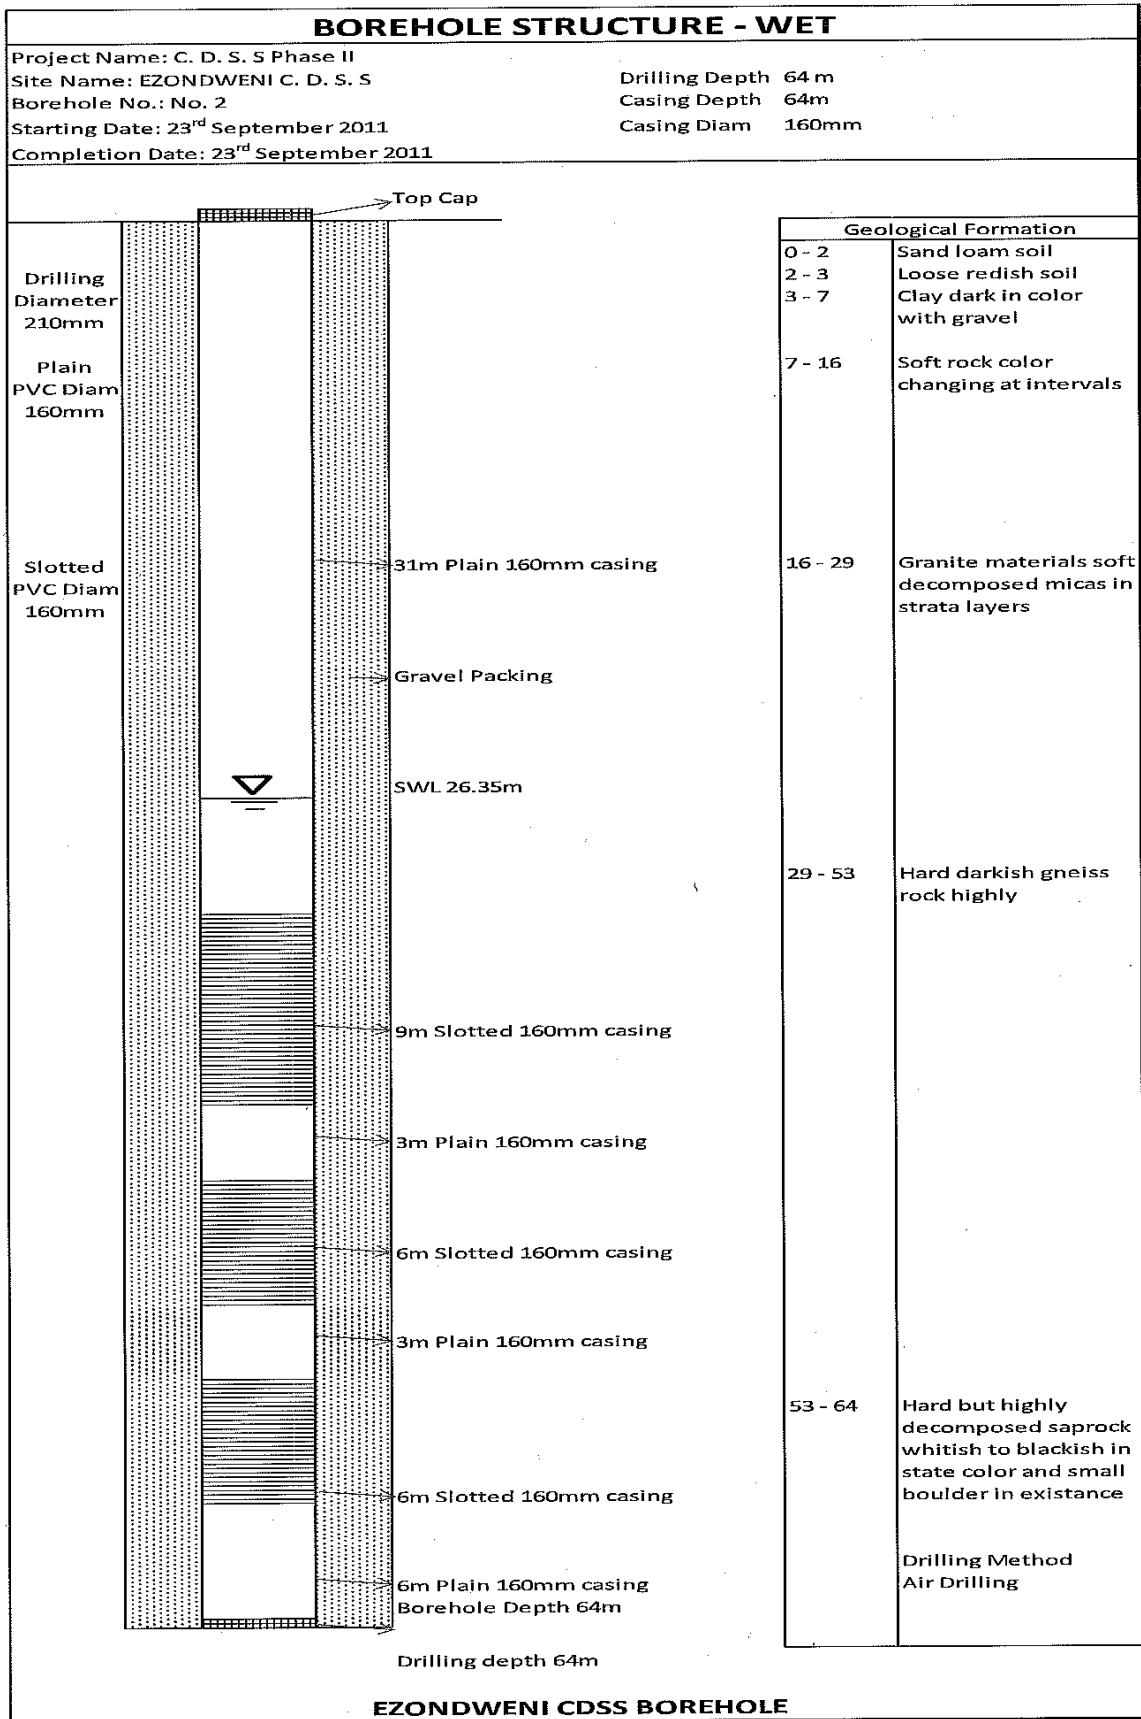 BOREHOLE STRUCTURE - WET
Project Name: C. D. S. S Phase II
Site Name: EZONDWENI C. D. S. S
Borehole No.: No. 2
Starting Date: 23rd September 2011
Completion Date: 23rd September 2011
Drilling Depth 64 m
Casing Depth 64m
Casing Diam 160mm
Top Cap
Drilling
Diameter
210mm
Plain
PVC Diam
160mm
Slotted
PVC Diam
160mm
31m Plain 160mm casing
Gravel Packing
SWL 26.35m
9m Slotted 160mm casing
3m Plain 160mm casing
6m Slotted 160mm casing
3m Plain 160mm casing
6m Slotted 160mm casing
6m Plain 160mm casing
Borehole Depth 64m
Drilling depth 64m
Geological Formation
0 - 2 Sand loam soil
2 - 3 Loose redish soil
3 - 7 Clay dark in color
with gravel
7 - 16 Soft rock color
changing at intervals
16 - 29 Granite materials soft
decomposed micas in
strata layers
29 - 53 Hard darkish gneiss
rock highly
53 - 64 Hard but highly
decomposed saprock
whitish to blackish in
state color and small
boulder in existance
Drilling Method
Air Drilling
EZONDWENI CDSS BOREHOLE